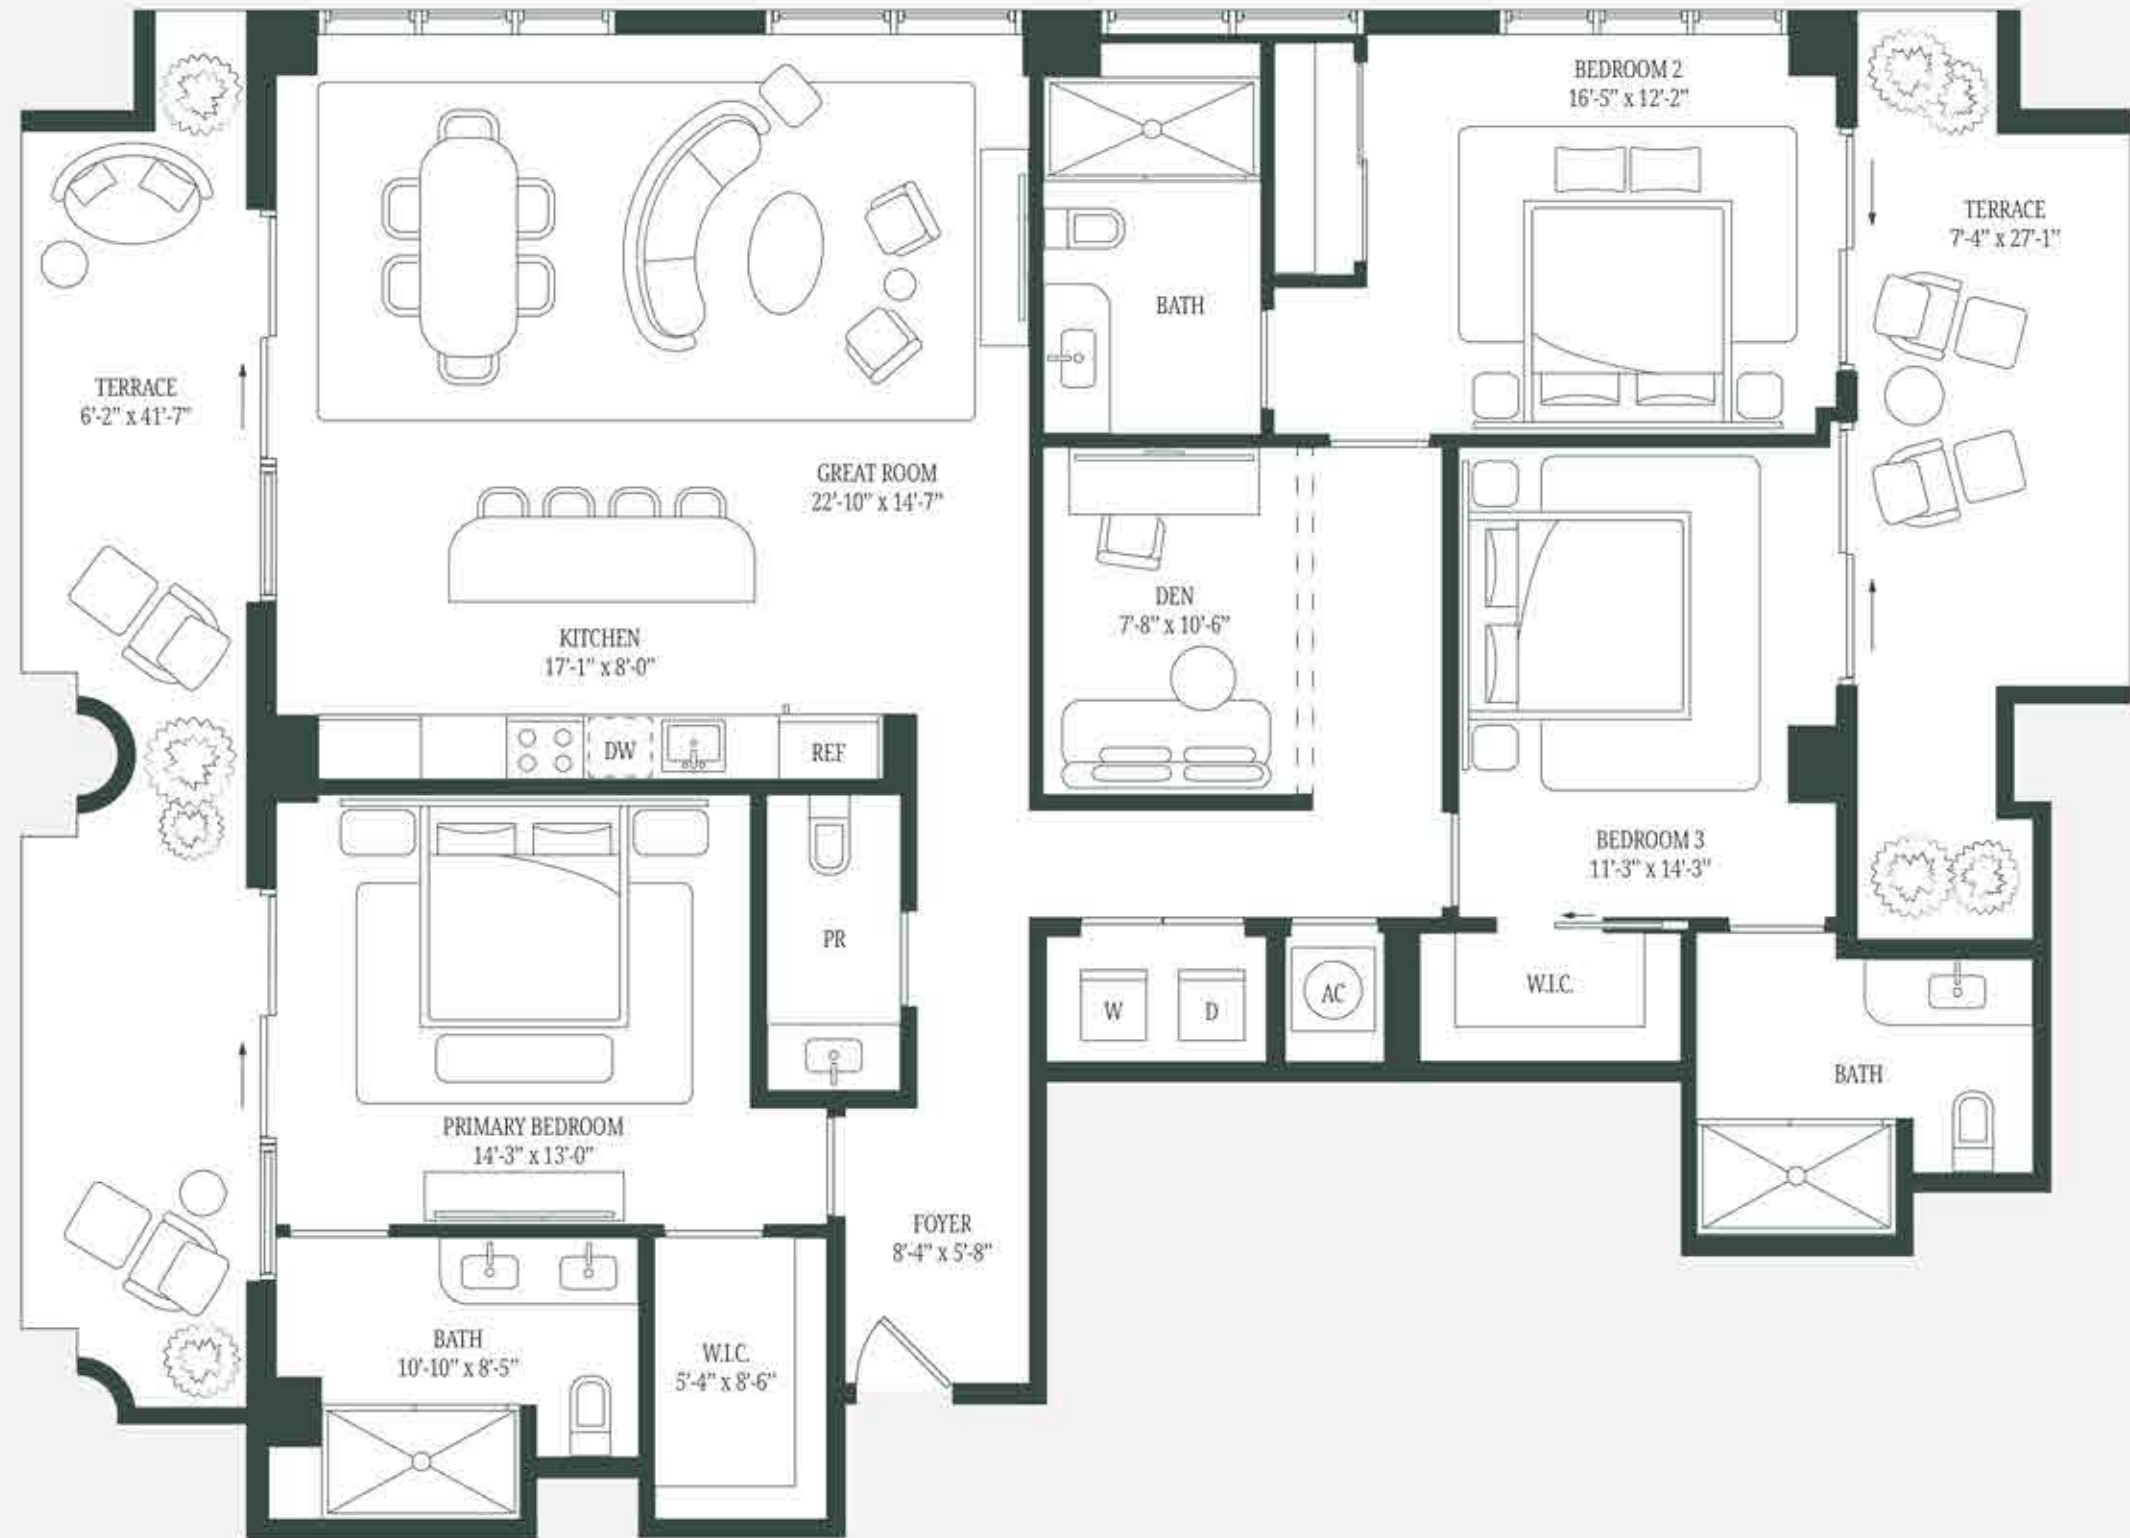 BEDROOM 2
16'-5" x 12'-2"
TERRACE
7'-4" x 27'-1"
BATH
TERRACE
6'-2" x 41'-7"
GREAT ROOM
22'-10" x 14'-7"
DEN
7'-8" x 10'-6"
KITCHEN
17'-1" x 8'-0"
DW
REF
BEDROOM 3
11'-3" x 14'-3"
PR
W.I.C.
W
D
AC
BATH
PRIMARY BEDROOM
14'-3" x 13'-0"
FOYER
8'-4" x 5'-8"
BATH
10'-10" x 8'-5"
W.I.C.
5'-4" x 8'-6"